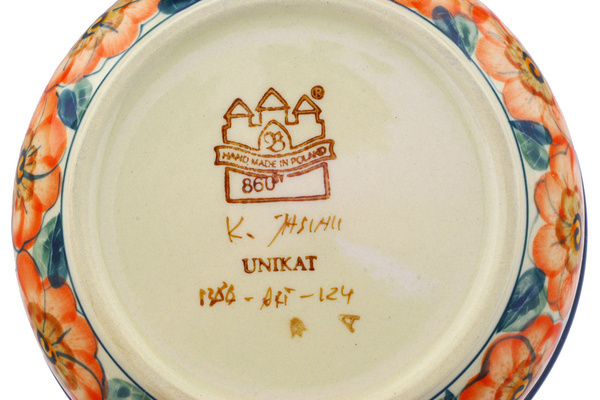 ®
B
HAND MADE IN POLAND
860
K.
UNIKAT
-ART-124
A A